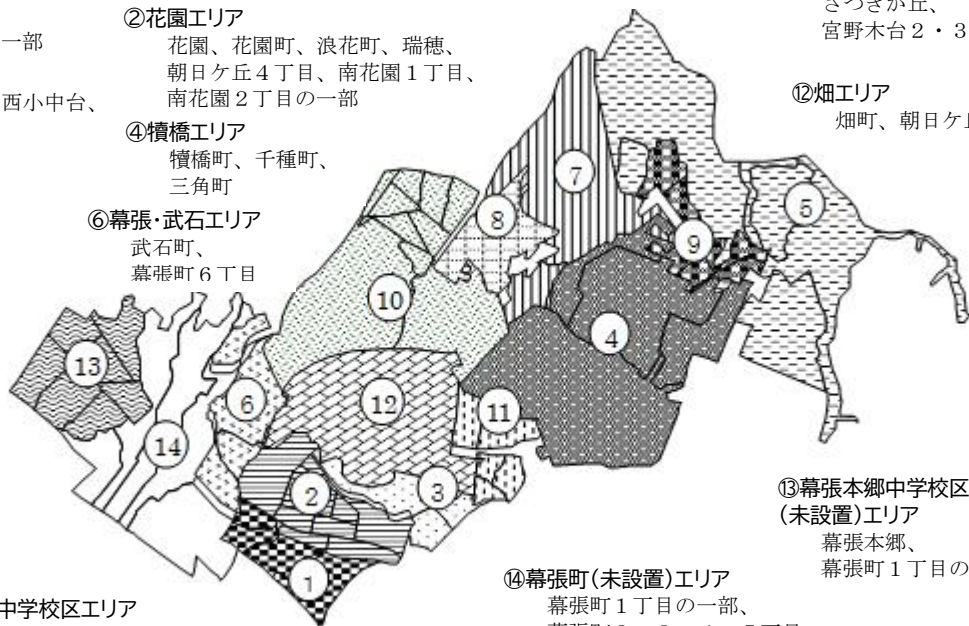 一部
西小中台、
②花園エリア
花園、花園町、浪花町、瑞穂、
朝日ケ丘４丁目、南花園１丁目、
南花園２丁目の一部
④犢橋エリア
犢橋町、千種町、
三角町
⑥幕張・武石エリア
武石町、
幕張町６丁目
さつきが丘、
宮野木台２・３
⑫畑エリア
畑町、朝日ケ
7
5
8
9
10
4
13
6
12
11
14
2
3
1
⑬幕張本郷中学校区
(未設置)エリア
幕張本郷、
幕張町１丁目の
⑭幕張町(未設置)エリア
幕張町１丁目の一部、
中学校区エリア